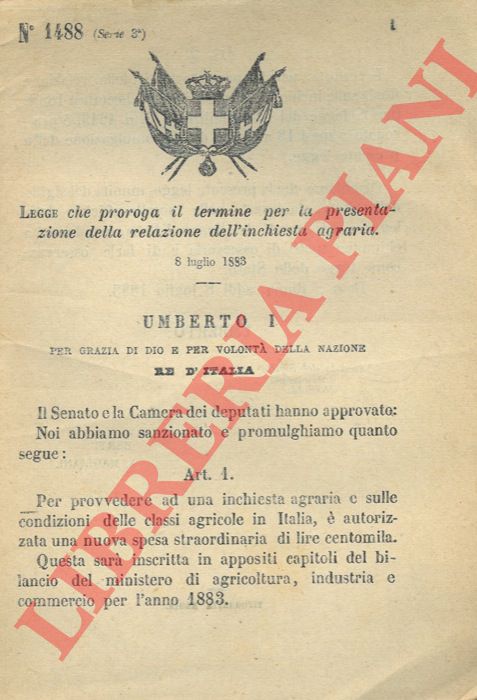 N° 1488 (Serie 3ª)
1
LEGGE che proroga il termine per la presenta-
zione della relazione dell'inchiesta agraria.
8 luglio 1883
UMBERTO I
PER GRAZIA DI DIO E PER VOLONTÀ DELLA NAZIONE
RE D'ITALIA
Il Senato e la Camera dei deputati hanno approvato:
Noi abbiamo sanzionato e promulghiamo quanto
segue:
Art. 1.
Per provvedere ad una inchiesta agraria e sulle
condizioni delle classi agricole in Italia, è autoriz-
zata una nuova spesa straordinaria di lire centomila.
Questa sarà inscritta in appositi capitoli del bi-
lancio del ministero di agricoltura, industria e
commercio per l'anno 1883.
LIBRERIA PIANI